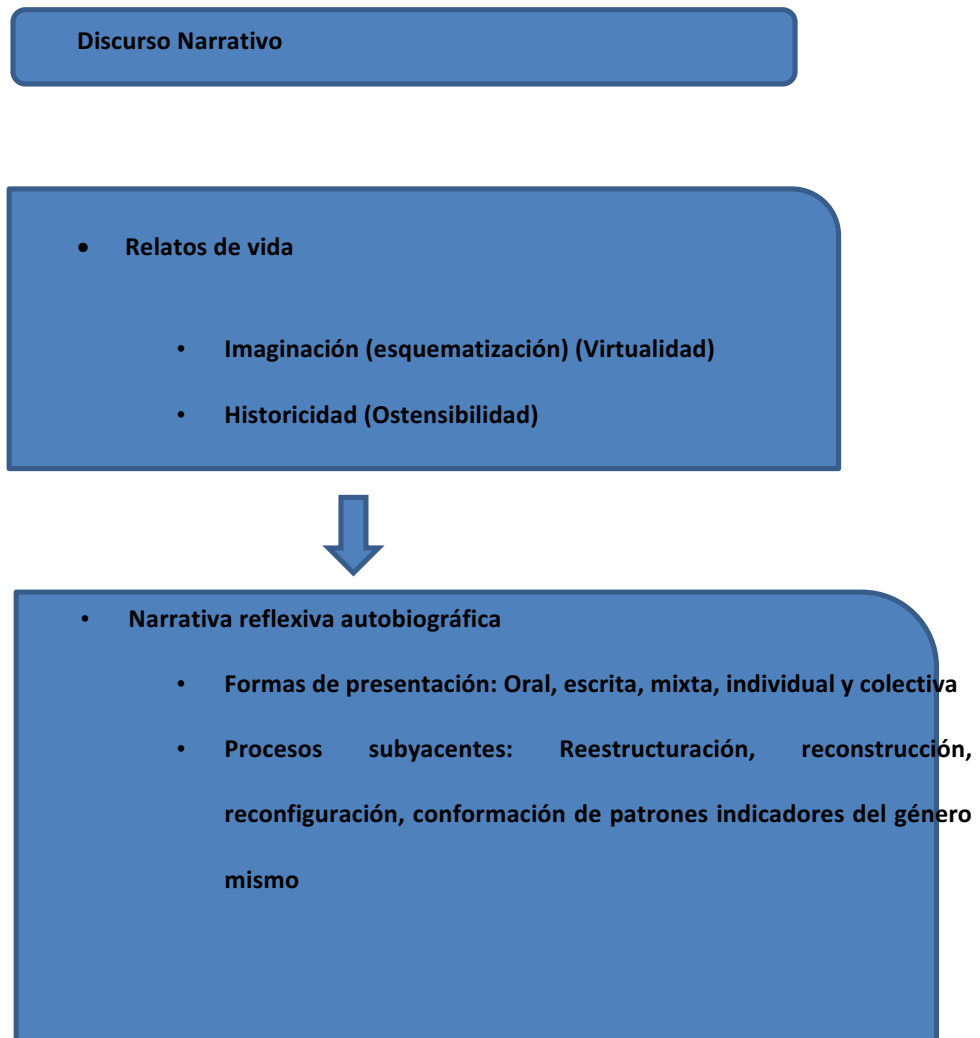 Discurso Narrativo
• Relatos de vida
• Imaginación (esquematización) (Virtualidad)
• Historicidad (Ostensibilidad)
• Narrativa reflexiva autobiográfica
• Formas de presentación: Oral, escrita, mixta, individual y colectiva
• Procesos subyacentes: Reestructuración, reconstrucción,
reconfiguración, conformación de patrones indicadores del género
mismo